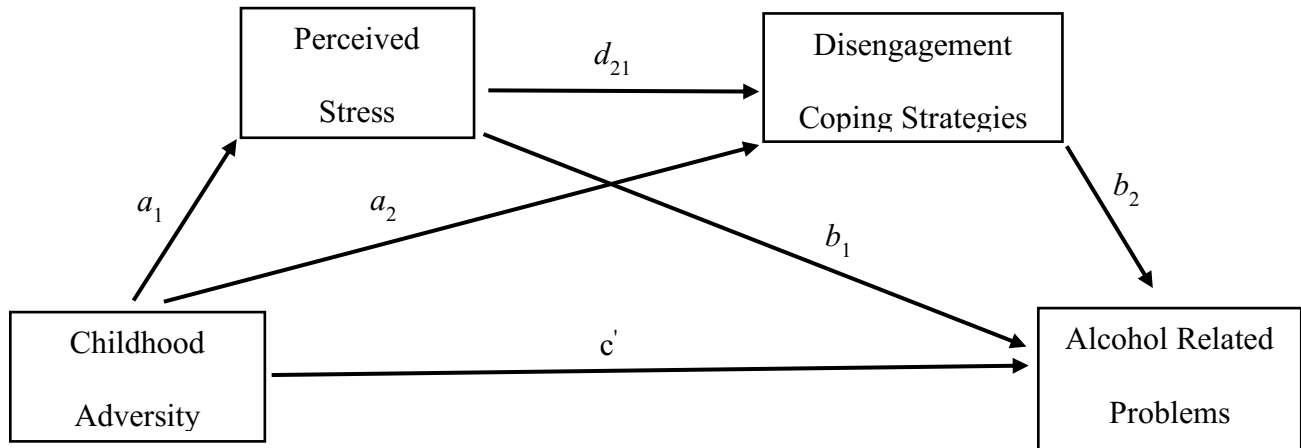 Perceived
Stress
Disengagement
Coping Strategies
d21
a1
a2
b1
b2
Childhood
Adversity
c'
Alcohol Related
Problems